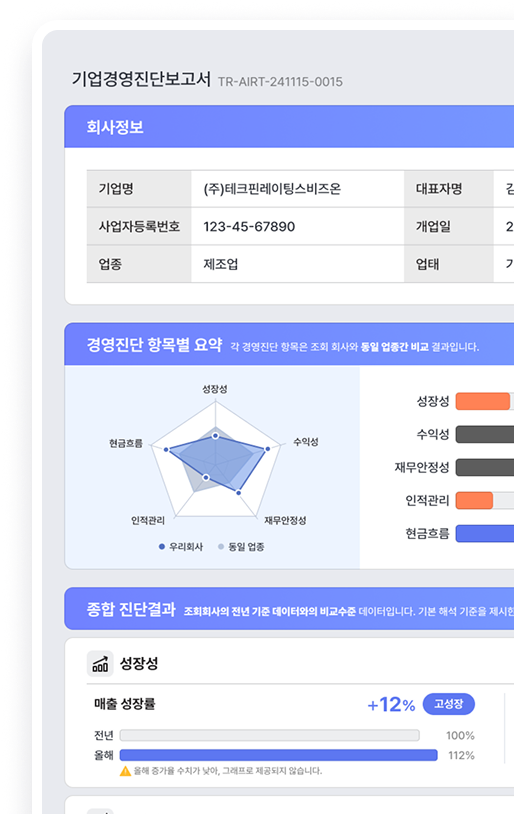 기업경영진단보고서 TR-AIRT-241115-0015
회사정보
기업명 (주)테크핀레이팅스비즈온 대표자명
사업자등록번호 123-45-67890 개업일 2
업종 제조업 업태
경영진단 항목별 요약 각 경영진단 항목은 조회 회사와 동일 업종간 비교 결과입니다.
성장성
현금흐름 수익성
인적관리 재무안정성
우리회사 동일 업종
성장성
수익성
재무안정성
인적관리
현금흐름
종합 진단결과 조회회사의 전년 기준 데이터와의 비교수준 데이터입니다. 기본 해석 기준을 제시한
성장성
매출 성장률 +12% 고성장
전년 100%
올해 112%
올해 증가율 수치가 낮아, 그래프로 제공되지 않습니다.